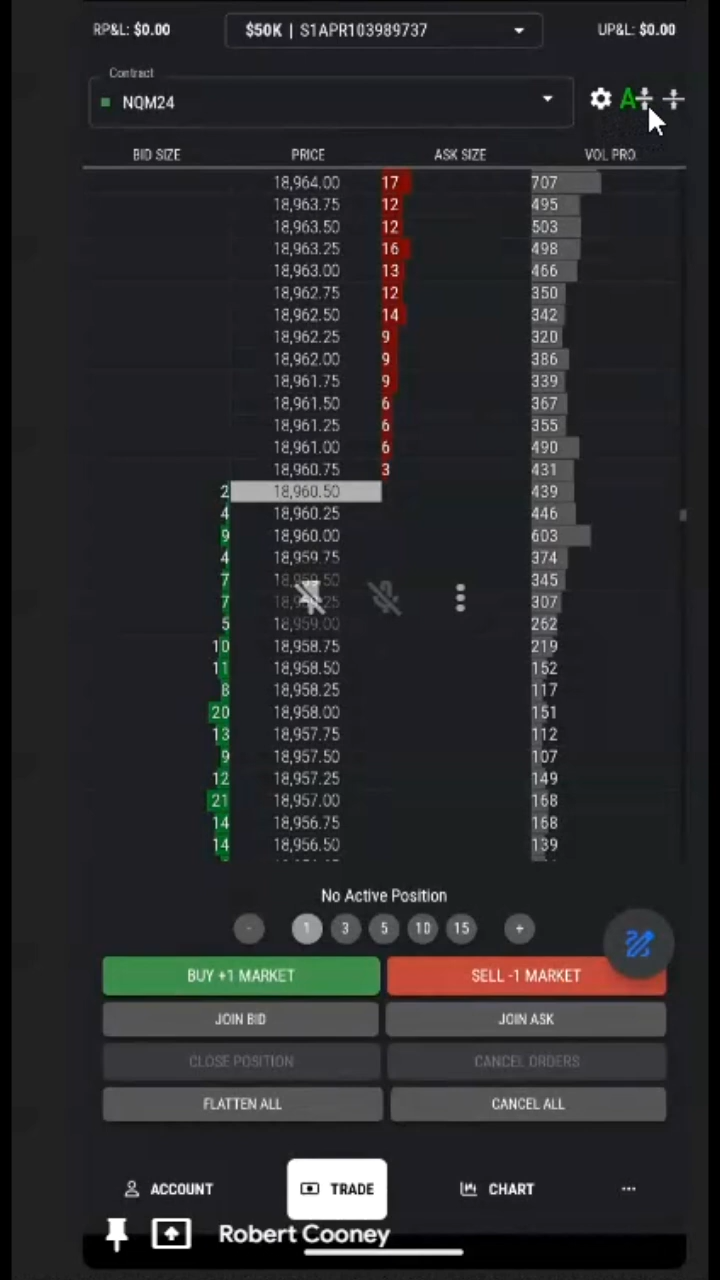 RP&L: $0.00 $50K | S1APR103989737 UP&L: $0.00
Contract
NQM24 A
BID SIZE PRICE ASK SIZE VOL PRO.
18,964.00 17 707
18,963.75 12 495
18,963.50 12 503
18,963.25 16 498
18,963.00 13 466
18,962.75 12 350
18,962.50 14 342
18,962.25 9 320
18,962.00 9 386
18,961.75 9 339
18,961.50 6 367
18,961.25 6 355
18,961.00 6 490
18,960.75 3 431
2 18,960.50 439
4 18,960.25 446
9 18,960.00 603
4 18,959.75 374
7 18,959.50 345
7 307
5 18,959.00 262
10 18,958.75 219
11 18,958.50 152
8 18,958.25 117
20 18,958.00 151
13 18,957.75 112
9 18,957.50 107
12 18,957.25 149
21 18,957.00 168
14 18,956.75 168
14 18,956.50 139
No Active Position
- 1 3 5 10 15 +
BUY +1 MARKET SELL -1 MARKET
JOIN BID JOIN ASK
CLOSE POSITION CANCEL ORDERS
FLATTEN ALL CANCEL ALL
ACCOUNT TRADE CHART ...
Robert Cooney